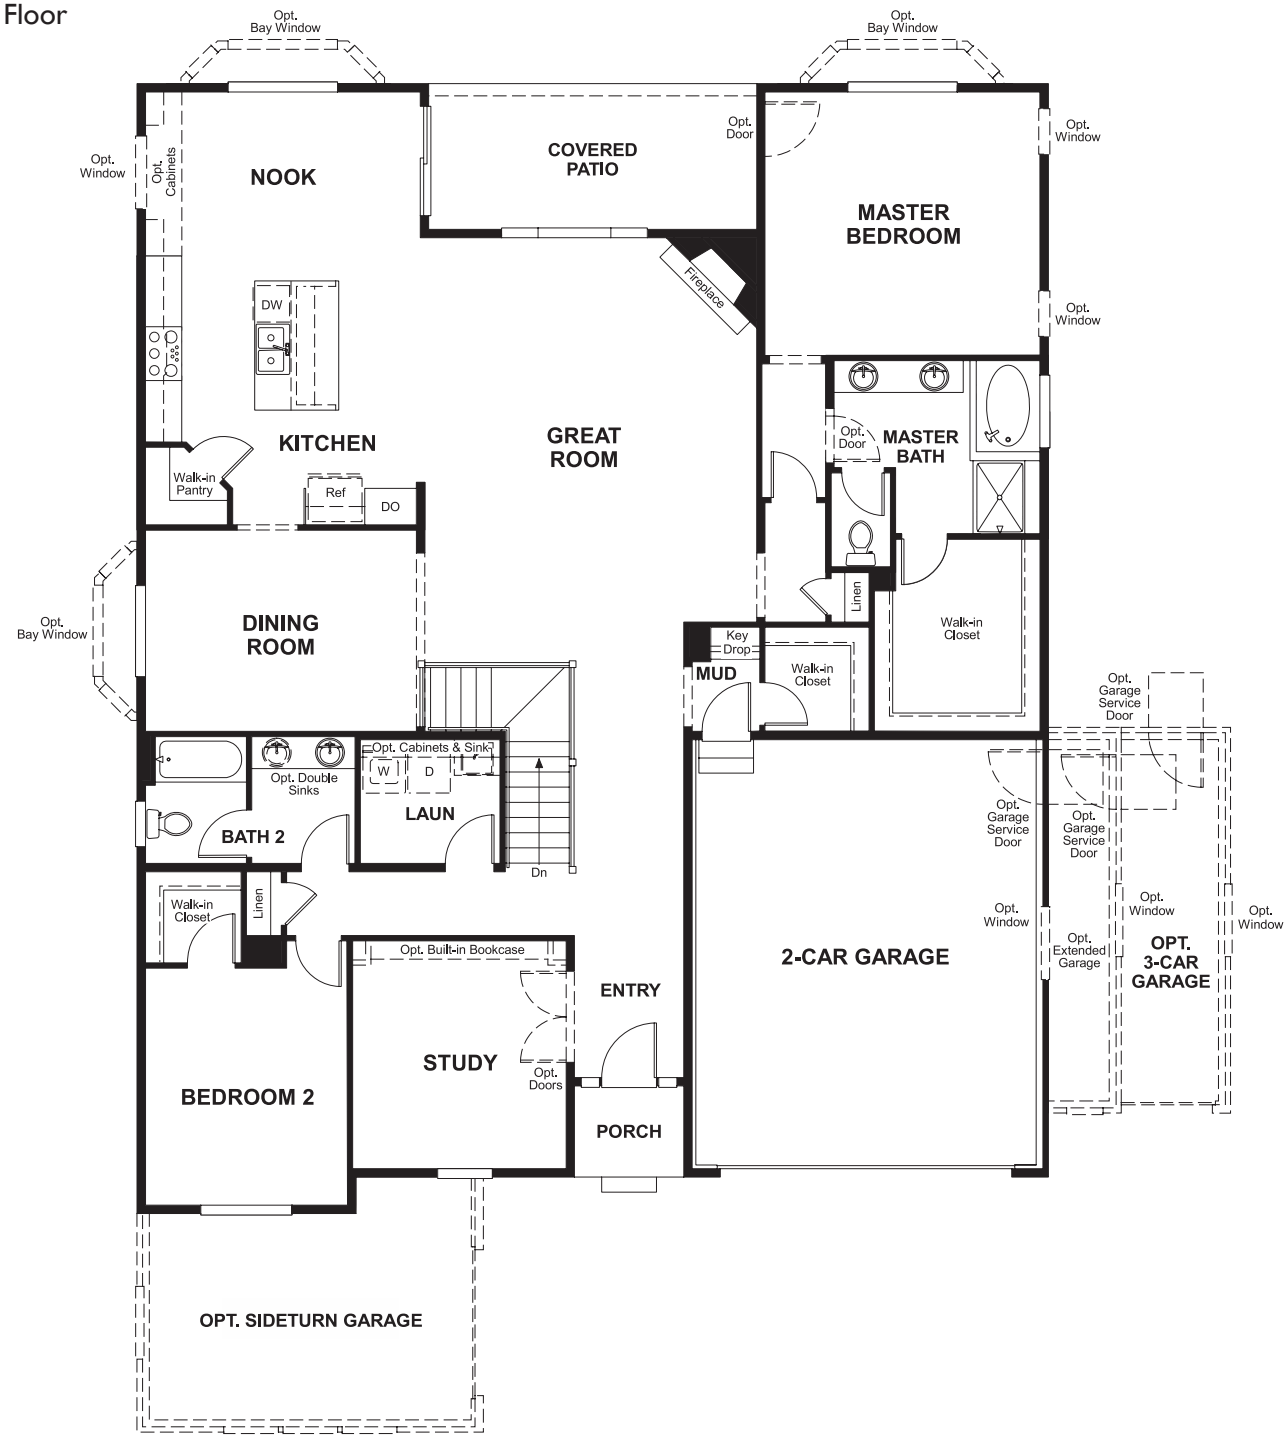 Floor
Opt.
Bay Window
Opt.
Bay Window
Opt.
Window
Opt.
Cabinets
NOOK
COVERED
PATIO
Opt.
Door
Opt.
Window
MASTER
BEDROOM
Fireplace
Opt.
Window
DW
KITCHEN
GREAT
ROOM
Opt.
Door
MASTER
BATH
Walk-in
Pantry
Ref
DO
Linen
Opt.
Bay Window
DINING
ROOM
Key
Drop
MUD
Walk-in
Closet
Walk-in
Closet
Opt.
Garage
Service
Door
Opt. Cabinets & Sink
W
D
Opt. Double
Sinks
LAUN
BATH 2
Opt.
Garage
Service
Door
Opt.
Garage
Service
Door
Dn
Walk-in
Closet
Linen
Opt.
Window
Opt.
Window
Opt.
Window
Opt. Built-in Bookcase
2-CAR GARAGE
Opt.
Extended
Garage
OPT.
3-CAR
GARAGE
ENTRY
STUDY
Opt.
Doors
BEDROOM 2
PORCH
OPT. SIDETURN GARAGE